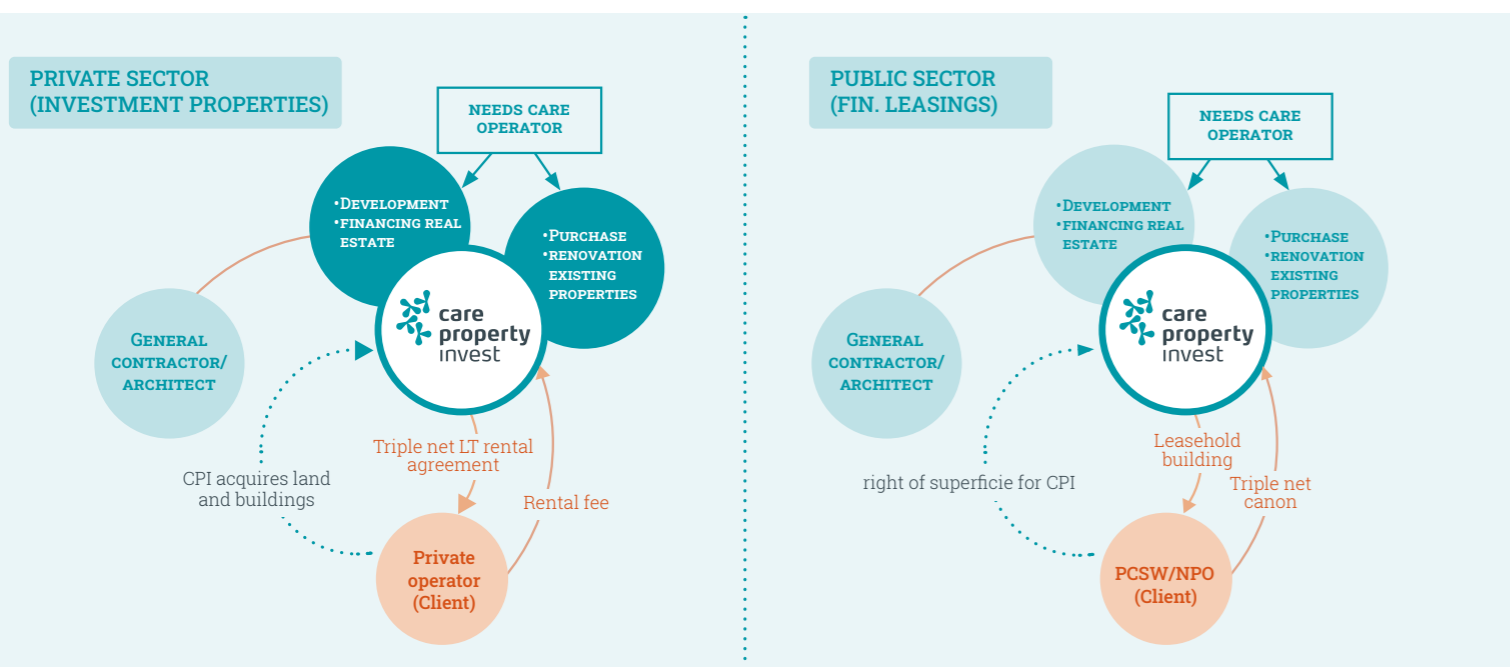 PRIVATE SECTOR
(INVESTMENT PROPERTIES)
NEEDS CARE
OPERATOR
•DEVELOPMENT
•FINANCING REAL
ESTATE
•PURCHASE
•RENOVATION
EXISTING
PROPERTIES
care
property
invest
GENERAL
CONTRACTOR/
ARCHITECT
Triple net LT rental
agreement
CPI acquires land
and buildings
Rental fee
Private
operator
(Client)
PUBLIC SECTOR
(FIN. LEASINGS)
NEEDS CARE
OPERATOR
•DEVELOPMENT
•FINANCING REAL
ESTATE
•PURCHASE
•RENOVATION
EXISTING
PROPERTIES
care
property
invest
GENERAL
CONTRACTOR/
ARCHITECT
Leasehold
building
right of superficie for CPI
Triple net
canon
PCSW/NPO
(Client)